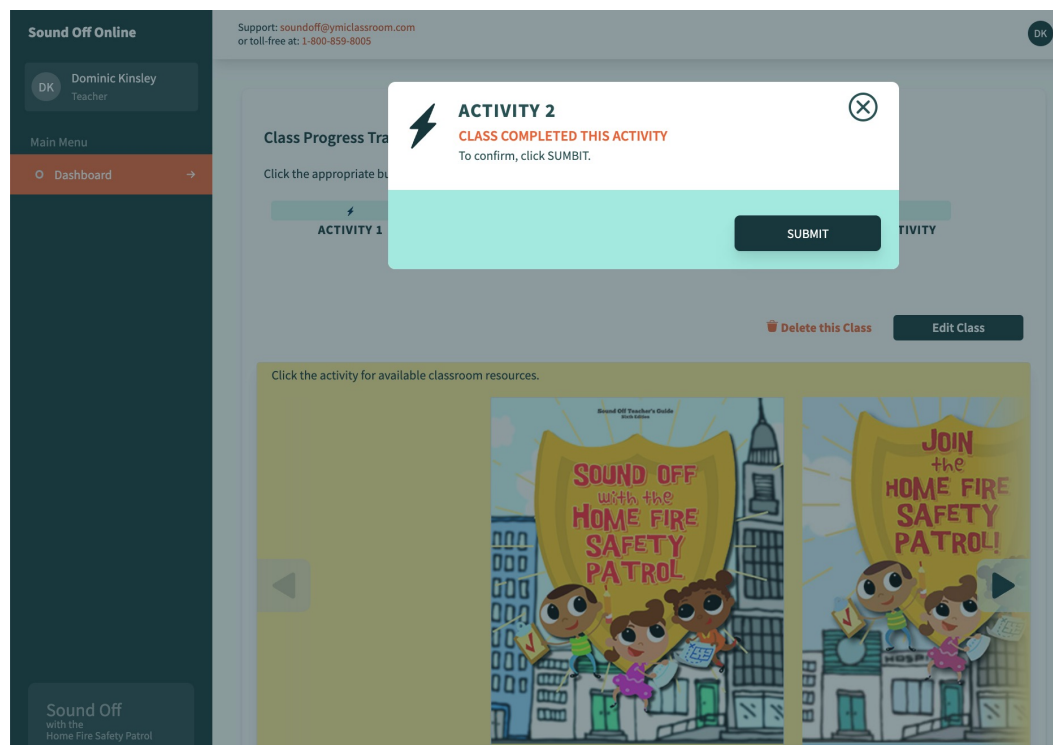 Sound Off Online
DK
Dominic Kinsley
Teacher
Main Menu
Dashboard
Sound Off
with the
Home Fire Safety Patrol
Support: soundoff@ymiclassroom.com
or toll-free at: 1-800-859-8005
DK
ACTIVITY 2
CLASS COMPLETED THIS ACTIVITY
To confirm, click SUMBIT.
SUBMIT
Class Progress Tra
Click the appropriate bu
ACTIVITY 1
TIVITY
Delete this Class
Edit Class
Click the activity for available classroom resources.
Sound Off Teacher's Guide
Sixth Edition
SOUND OFF
with the
HOME FIRE
SAFETY
PATROL
JOIN
the
HOME FIRE
SAFETY
PATROL!
HOSP